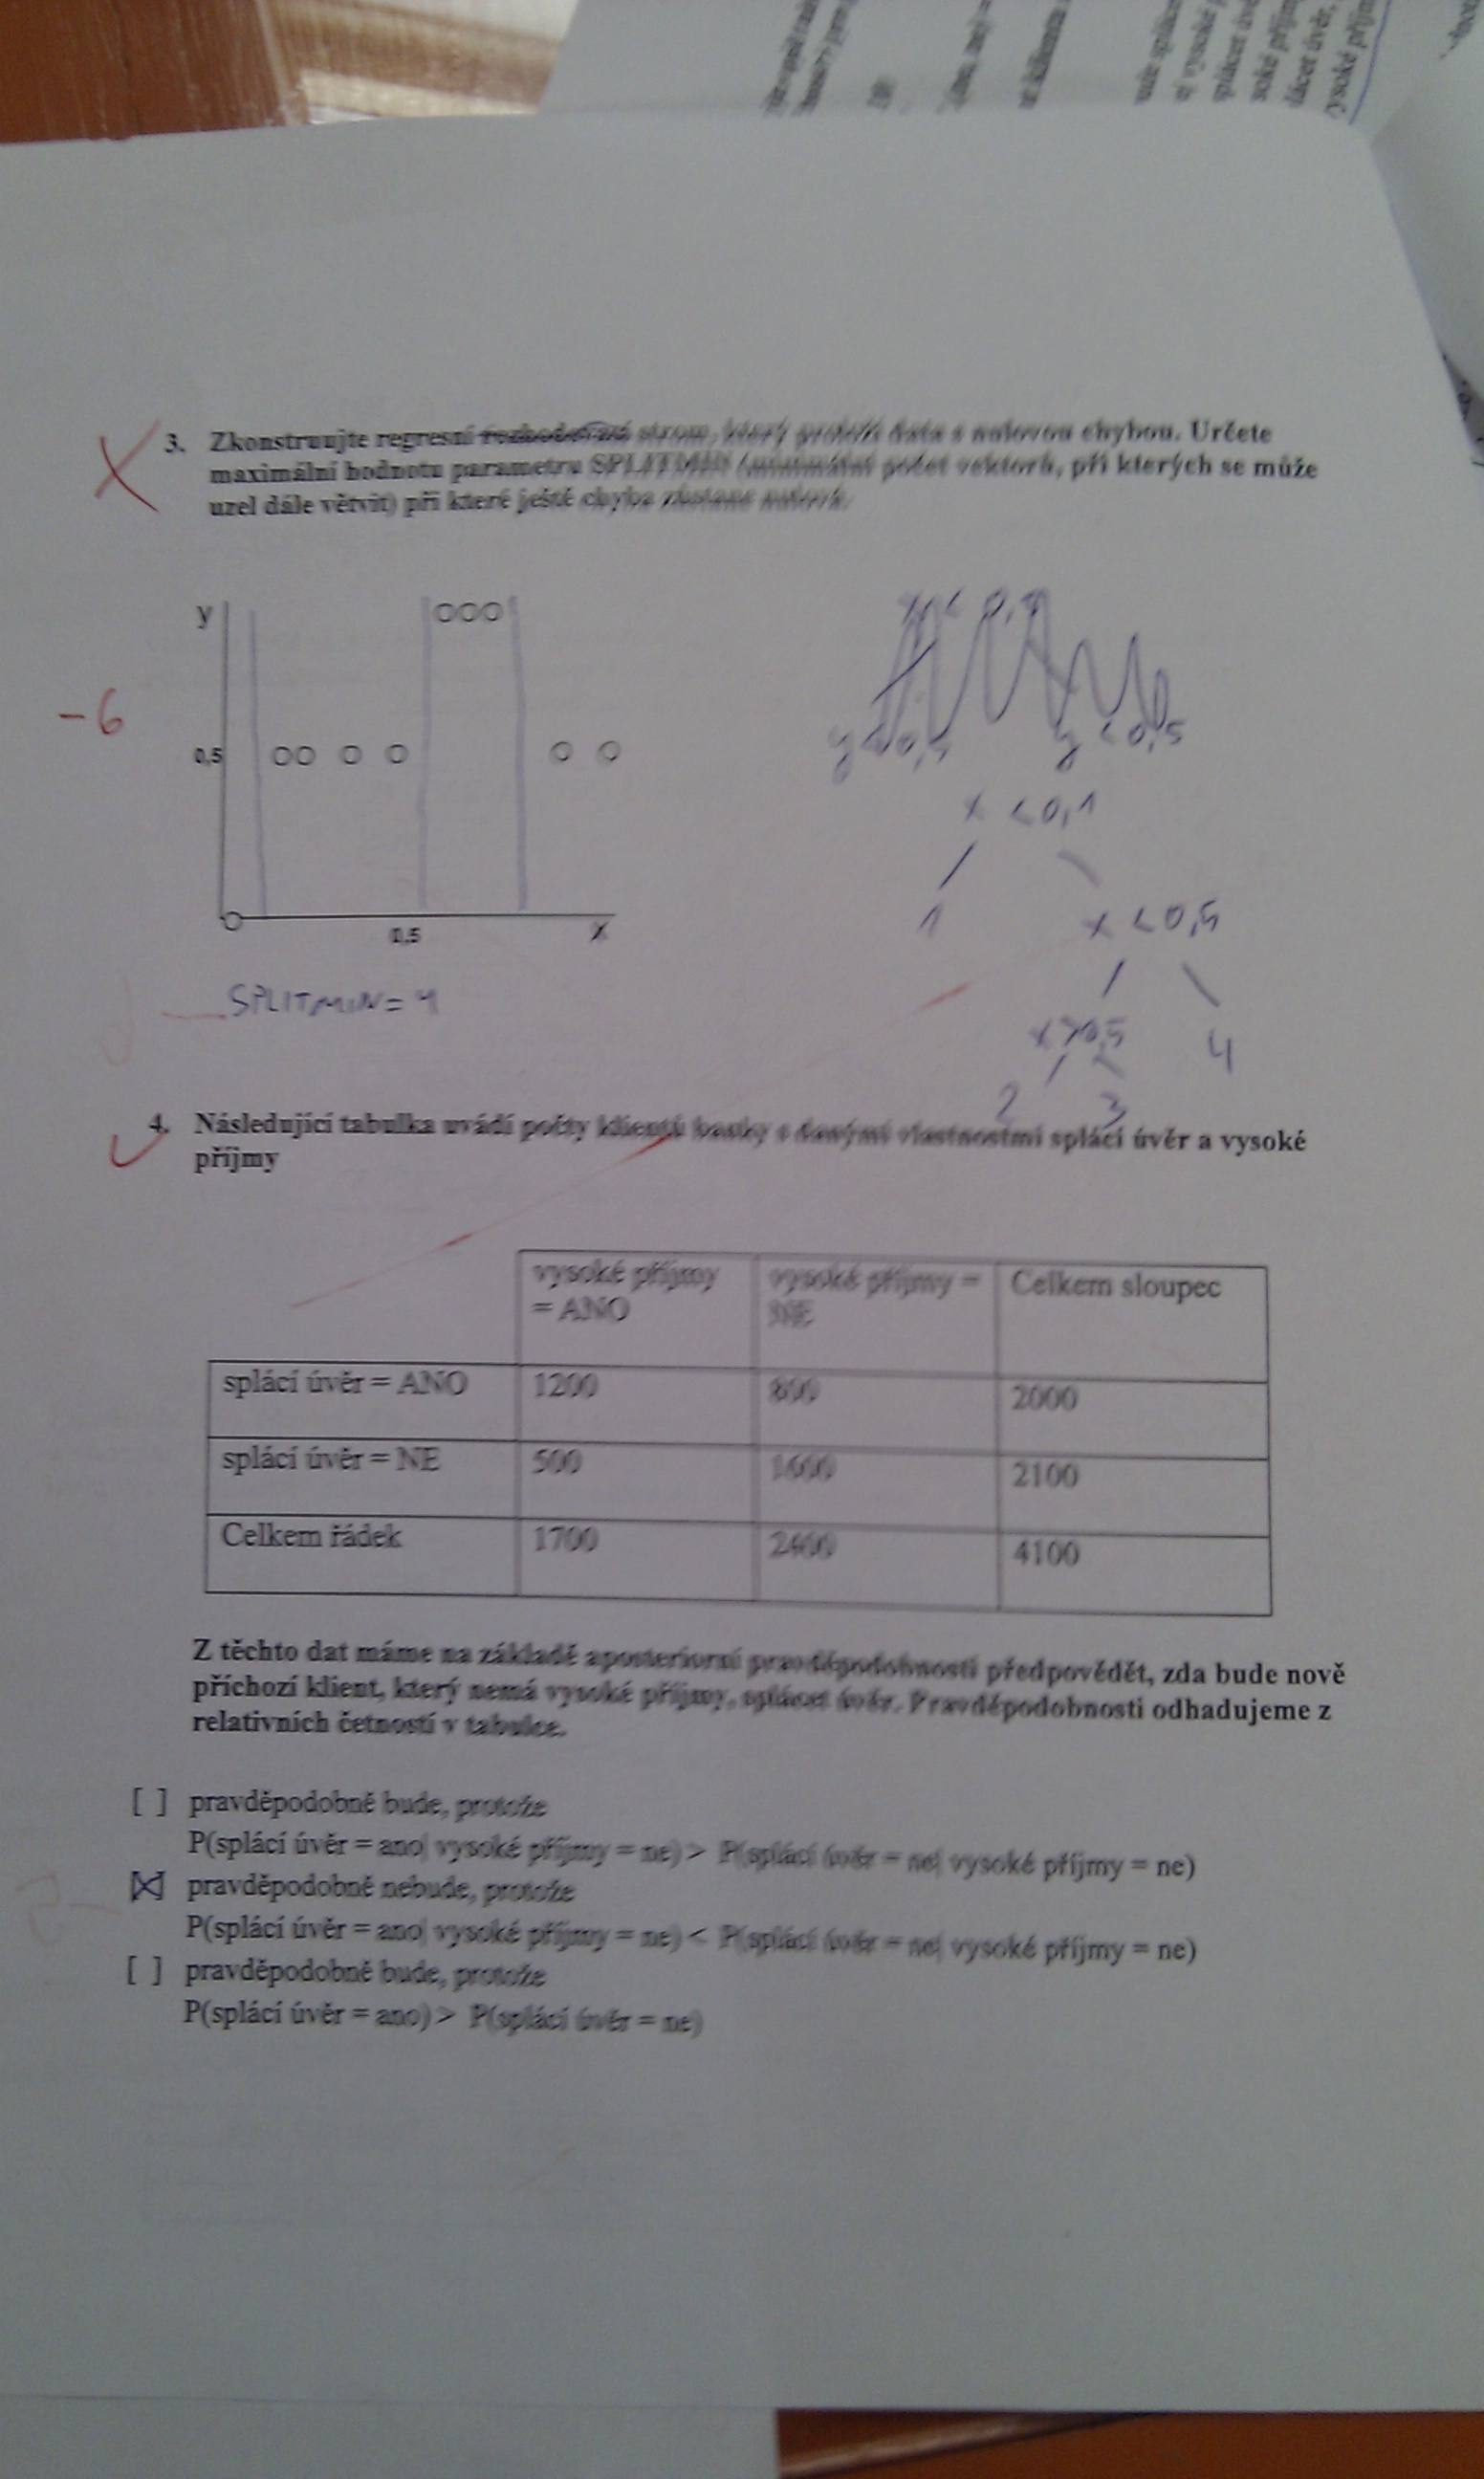 3. Zkonstruujte regresní rozhodovací strom, který proloží data s nulovou chybou. Určete
maximální hodnotu parametru SPLITMIN (minimální počet vektorů, při kterých se může
uzel dále větvit) při které ještě chyba zůstane nulová.
y
0,5
0,5
x
-6
y < 0,5
y < 0,5
x < 0,1
1
x < 0,5
x > 0,5
4
2
3
SPLITMIN = 4
4. Následující tabulka uvádí počty klientů banky s danými vlastnostmi splácí úvěr a vysoké
příjmy
vysoké příjmy = ANO
vysoké příjmy = NE
Celkem sloupec
splácí úvěr = ANO 1200 800 2000
splácí úvěr = NE 500 1600 2100
Celkem řádek 1700 2400 4100
Z těchto dat máme na základě aposteriorní pravděpodobnosti předpovědět, zda bude nově
příchozí klient, který nemá vysoké příjmy, splácet úvěr. Pravděpodobnosti odhadujeme z
relativních četností v tabulce.
[ ] pravděpodobně bude, protože
P(splácí úvěr = ano| vysoké příjmy = ne) > P(splácí úvěr = ne| vysoké příjmy = ne)
[X] pravděpodobně nebude, protože
P(splácí úvěr = ano| vysoké příjmy = ne) < P(splácí úvěr = ne| vysoké příjmy = ne)
[ ] pravděpodobně bude, protože
P(splácí úvěr = ano) > P(splácí úvěr = ne)